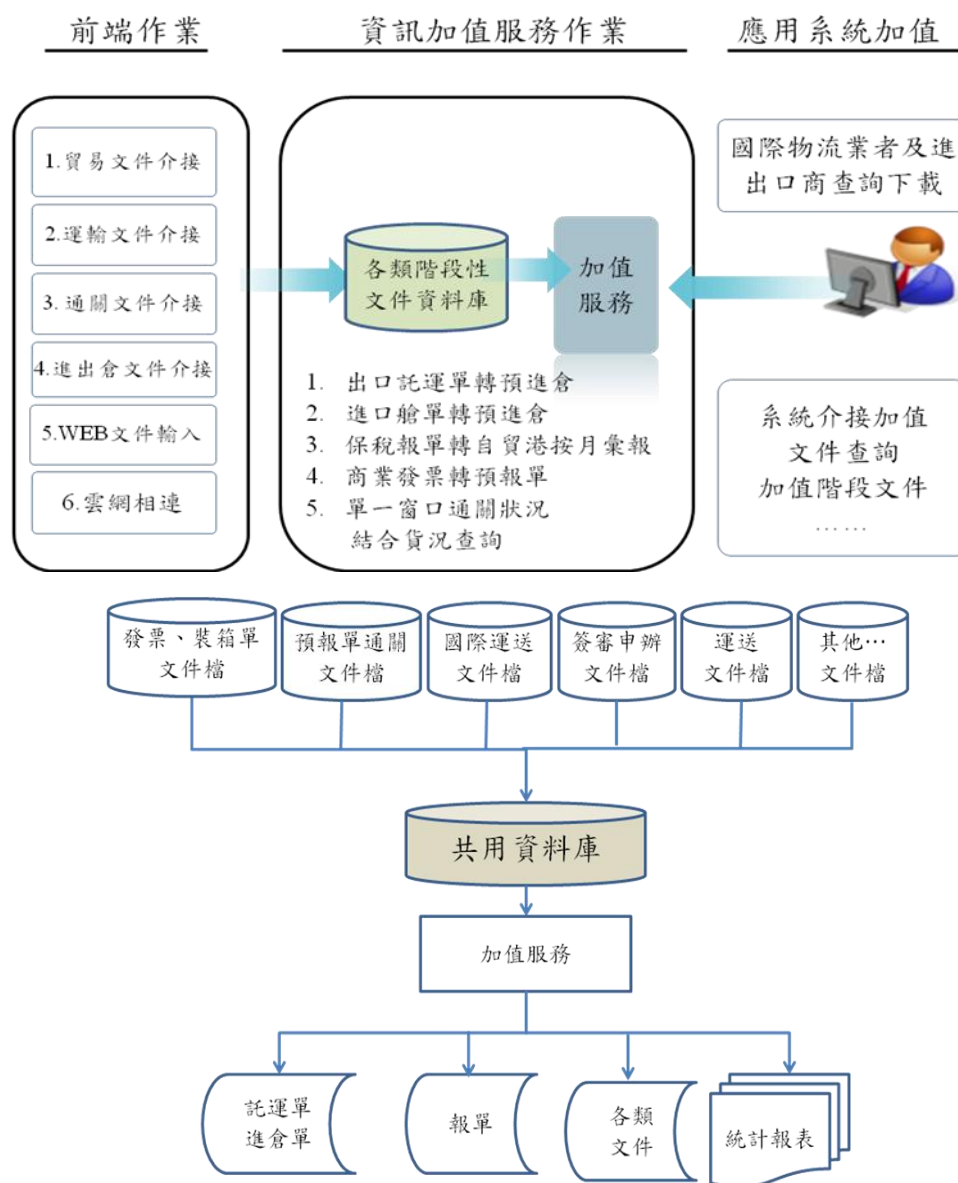 前端作業
資訊加值服務作業
應用系統加值
1.貿易文件介接
2.運輸文件介接
3.通關文件介接
4.進出倉文件介接
5.WEB文件輸入
6.雲網相連
各類階段性
文件資料庫
加值
服務
1. 出口託運單轉預進倉
2. 進口艙單轉預進倉
3. 保稅報單轉自貿港按月彙報
4. 商業發票轉預報單
5. 單一窗口通關狀況
結合貨況查詢
國際物流業者及進
出口商查詢下載
系統介接加值
文件查詢
加值階段文件
……
發票、裝箱單
文件檔
預報單通關
文件檔
國際運送
文件檔
簽審申辦
文件檔
運送
文件檔
其他…
文件檔
共用資料庫
加值服務
託運單
進倉單
報單
各類
文件
統計報表